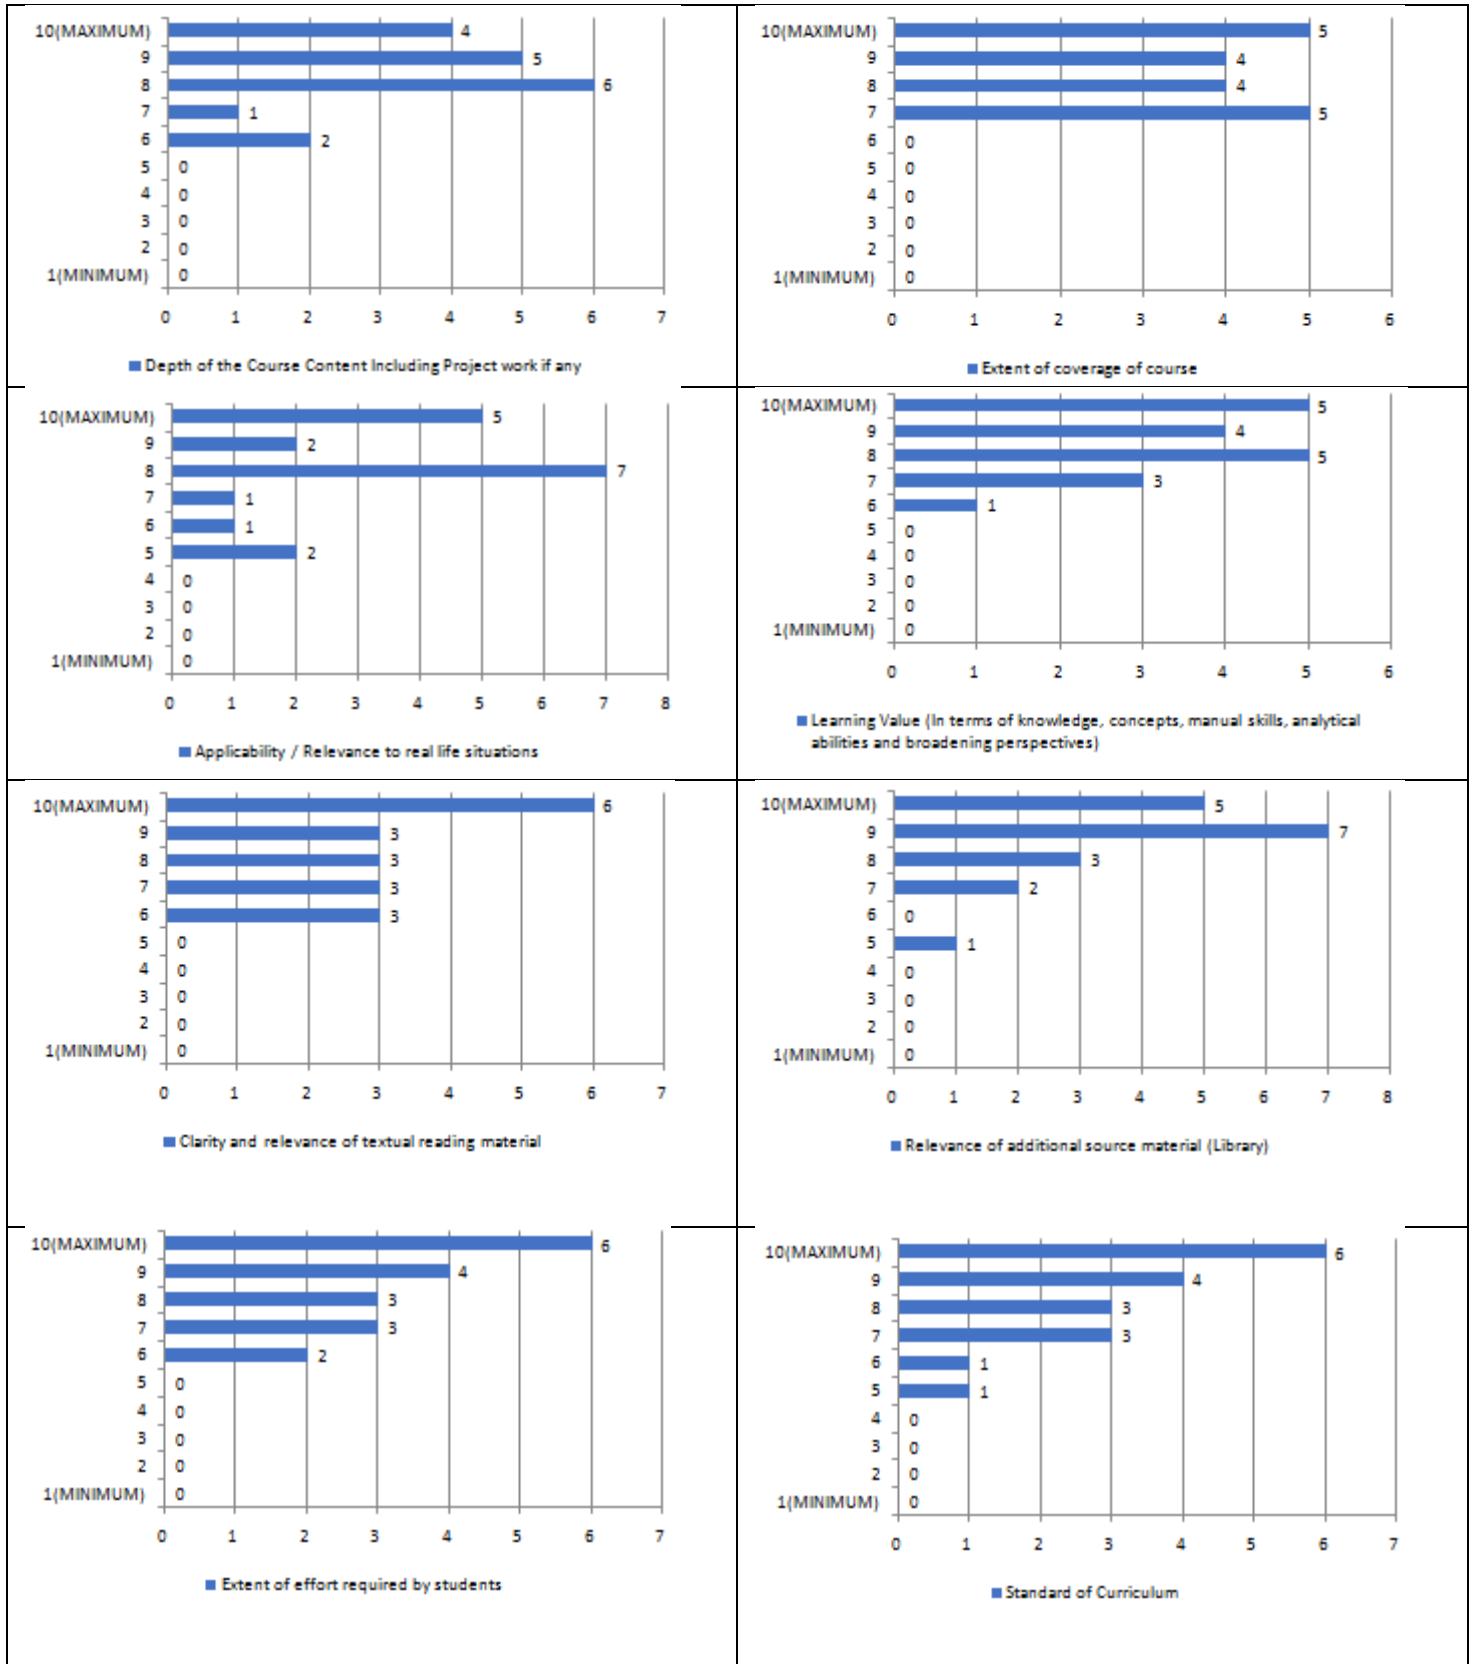 10(MAXIMUM) 4
9 5
8 6
7 1
6 2
5 0
4 0
3 0
2 0
1(MINIMUM) 0
0 1 2 3 4 5 6 7
Depth of the Course Content Including Project work if any
10(MAXIMUM) 5
9 4
8 4
7 5
6 0
5 0
4 0
3 0
2 0
1(MINIMUM) 0
0 1 2 3 4 5 6
Extent of coverage of course
10(MAXIMUM) 5
9 2
8 7
7 1
6 1
5 2
4 0
3 0
2 0
1(MINIMUM) 0
0 1 2 3 4 5 6 7 8
Applicability / Relevance to real life situations
10(MAXIMUM) 5
9 4
8 5
7 3
6 1
5 0
4 0
3 0
2 0
1(MINIMUM) 0
0 1 2 3 4 5 6
Learning Value (In terms of knowledge, concepts, manual skills, analytical
abilities and broadening perspectives)
10(MAXIMUM) 6
9 3
8 3
7 3
6 3
5 0
4 0
3 0
2 0
1(MINIMUM) 0
0 1 2 3 4 5 6 7
Clarity and relevance of textual reading material
10(MAXIMUM) 5
9 7
8 3
7 2
6 0
5 1
4 0
3 0
2 0
1(MINIMUM) 0
0 1 2 3 4 5 6 7 8
Relevance of additional source material (Library)
10(MAXIMUM) 6
9 4
8 3
7 3
6 2
5 0
4 0
3 0
2 0
1(MINIMUM) 0
0 1 2 3 4 5 6 7
Extent of effort required by students
10(MAXIMUM) 6
9 4
8 3
7 3
6 1
5 1
4 0
3 0
2 0
1(MINIMUM) 0
0 1 2 3 4 5 6 7
Standard of Curriculum